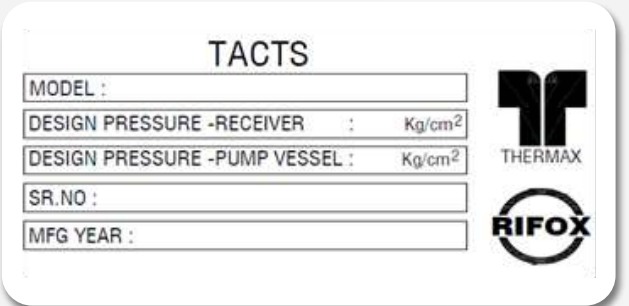 TACTS
MODEL :
DESIGN PRESSURE -RECEIVER : Kg/cm²
DESIGN PRESSURE -PUMP VESSEL : Kg/cm²
SR.NO :
MFG YEAR :
THERMAX
RIFOX